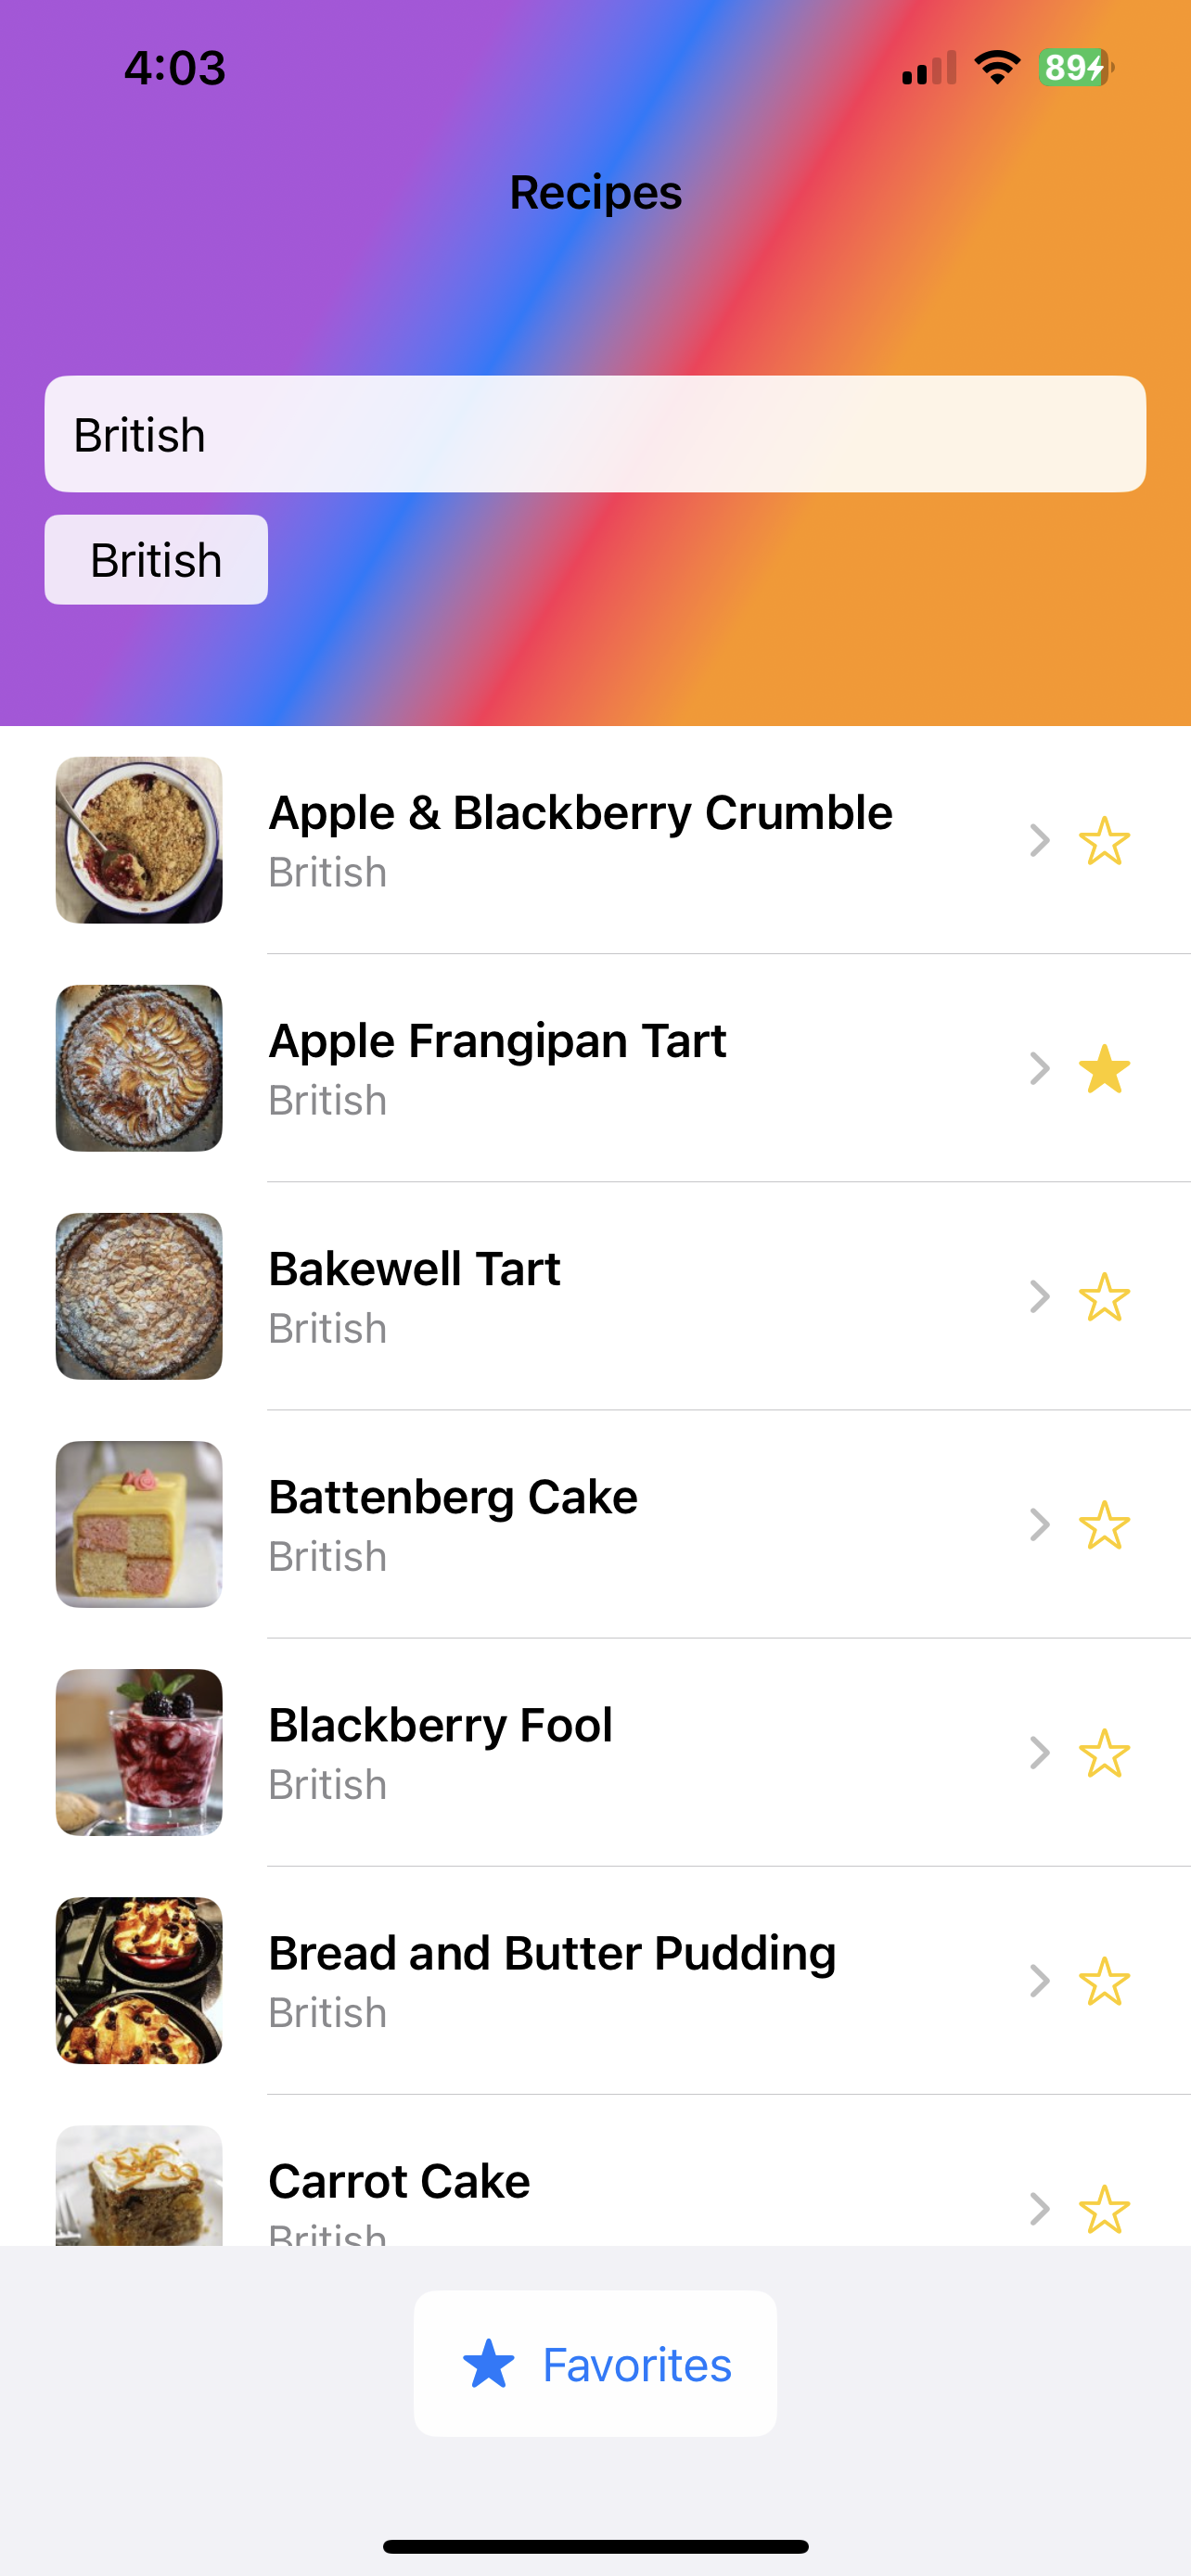 4:03
89
Recipes
British
British
Apple & Blackberry Crumble
British
Apple Frangipan Tart
British
Bakewell Tart
British
Battenberg Cake
British
Blackberry Fool
British
Bread and Butter Pudding
British
Carrot Cake
British
Favorites